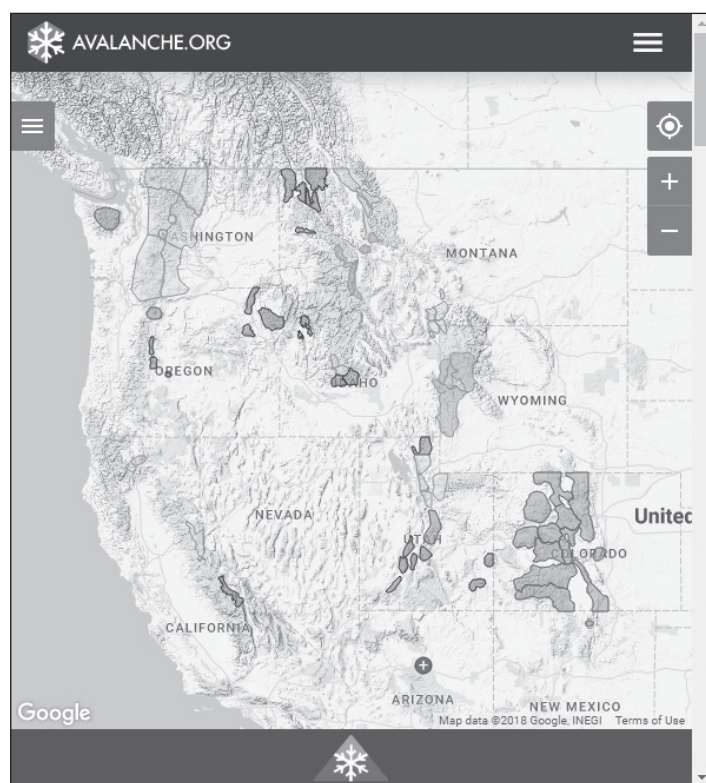 AVALANCHE.ORG
WASHINGTON
MONTANA
OREGON
IDAHO
WYOMING
NEVADA
UTAH
United
COLORADO
CALIFORNIA
ARIZONA
NEW MEXICO
Google
Map data ©2018 Google, INEGI Terms of Use